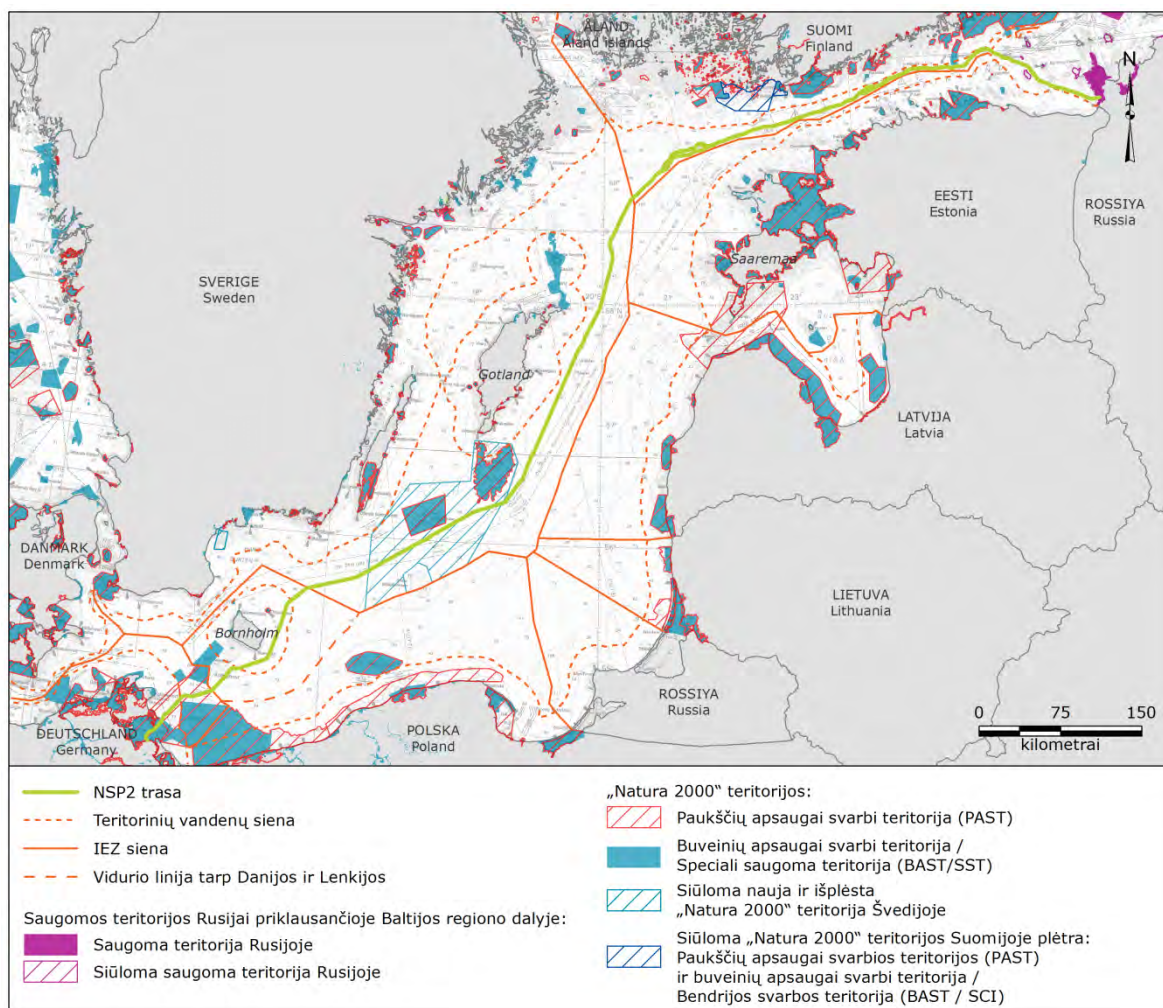 ÅLAND
Åland islands
SUOMI
Finland
N
EESTI
Estonia
ROSSIYA
Russia
SVERIGE
Sweden
Saaremaa
Gotland
LATVIJA
Latvia
DANMARK
Denmark
LIETUVA
Lithuania
Bornholm
ROSSIYA
Russia
DEUTSCHLAND
Germany
POLSKA
Poland
0 75 150
kilometrai
NSP2 trasa
Teritorinių vandenų siena
IEZ siena
Vidurio linija tarp Danijos ir Lenkijos
Saugomos teritorijos Rusijai priklausančioje Baltijos regiono dalyje:
Saugoma teritorija Rusijoje
Siūloma saugoma teritorija Rusijoje
„Natura 2000“ teritorijos:
Paukščių apsaugai svarbi teritorija (PAST)
Buveinių apsaugai svarbi teritorija /
Speciali saugoma teritorija (BAST/SST)
Siūloma nauja ir išplėsta
„Natura 2000“ teritorija Švedijoje
Siūloma „Natura 2000“ teritorijos Suomijoje plėtra:
Paukščių apsaugai svarbios teritorijos (PAST)
ir buveinių apsaugai svarbi teritorija /
Bendrijos svarbos teritorija (BAST / SCI)